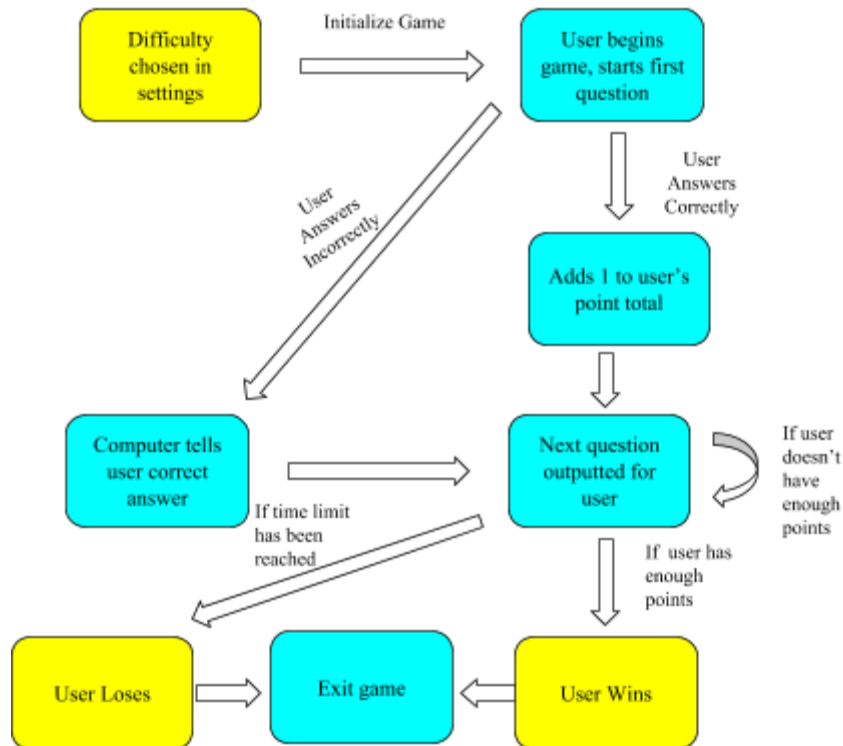 Difficulty
chosen in
settings
Initialize Game
User begins
game, starts first
question
User
Answers
Incorrectly
User
Answers
Correctly
Adds 1 to user's
point total
Computer tells
user correct
answer
Next question
outputted for
user
If user
doesn't
have
enough
points
If time limit
has been
reached
If user has
enough
points
User Loses
Exit game
User Wins